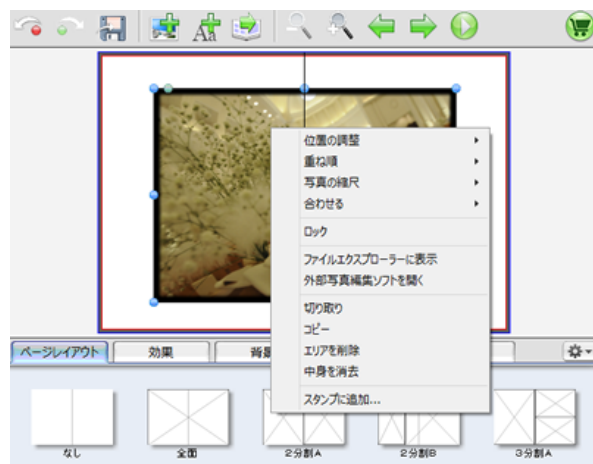 Aa
位置の調整
重ね順
写真の縮尺
合わせる
ロック
ファイルエクスプローラーに表示
外部写真編集ソフトを開く
切り取り
コピー
エリアを削除
中身を消去
スタンプに追加...
ページレイアウト
効果
背景
なし
全面
2分割A
2分割B
3分割A